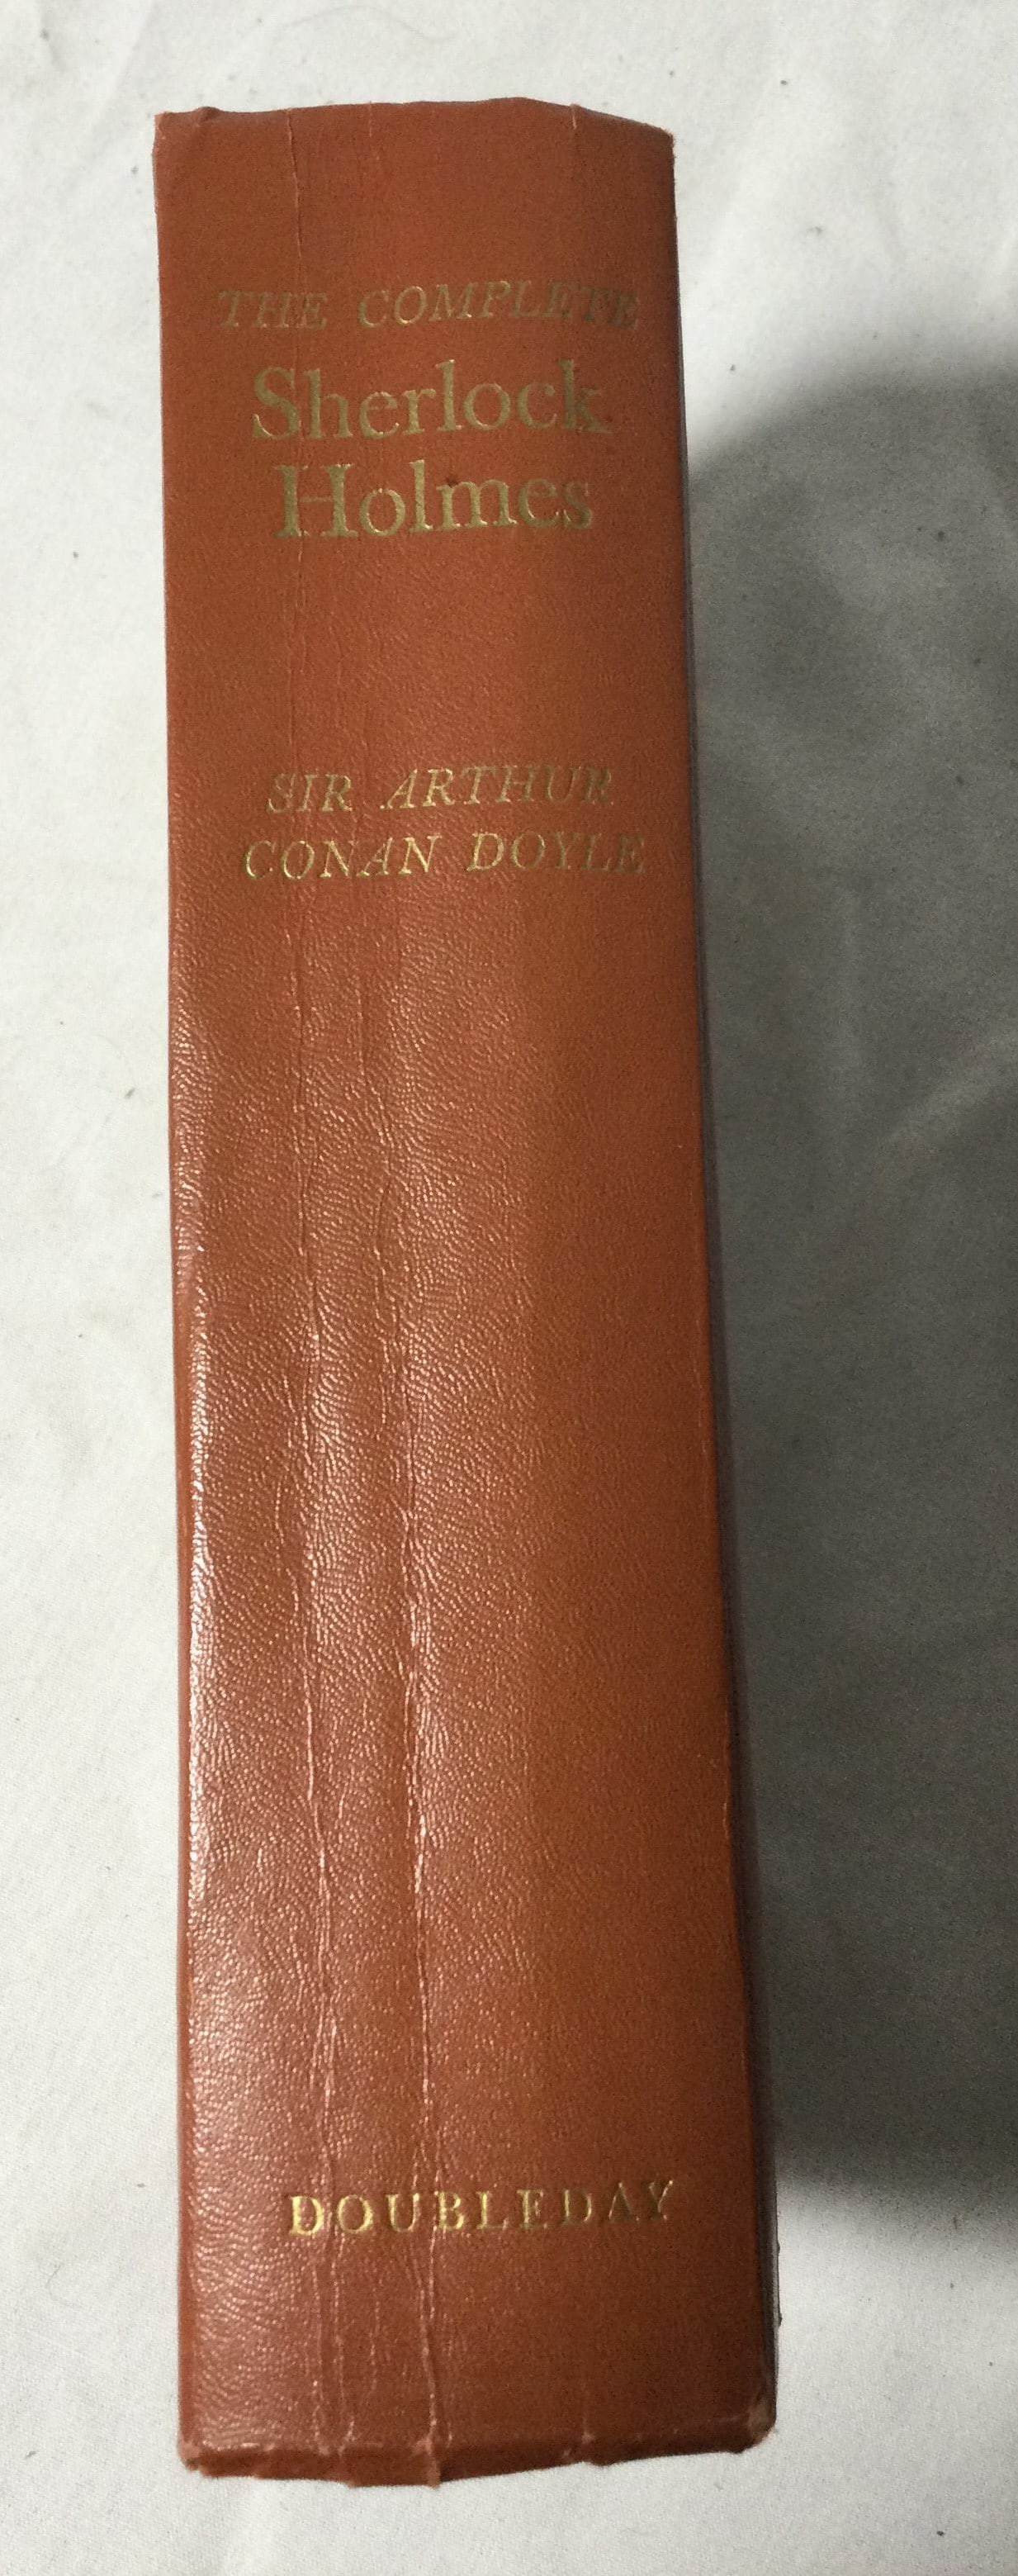 THE COMPLETE
Sherlock
Holmes
SIR ARTHUR
CONAN DOYLE
DOUBLEDAY